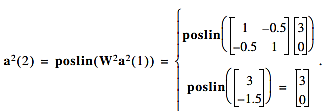 a²(2) = poslin(W²a²(1)) = { poslin([1 -0.5; -0.5 1][3; 0])
poslin([3; -1.5]) = [3; 0] .